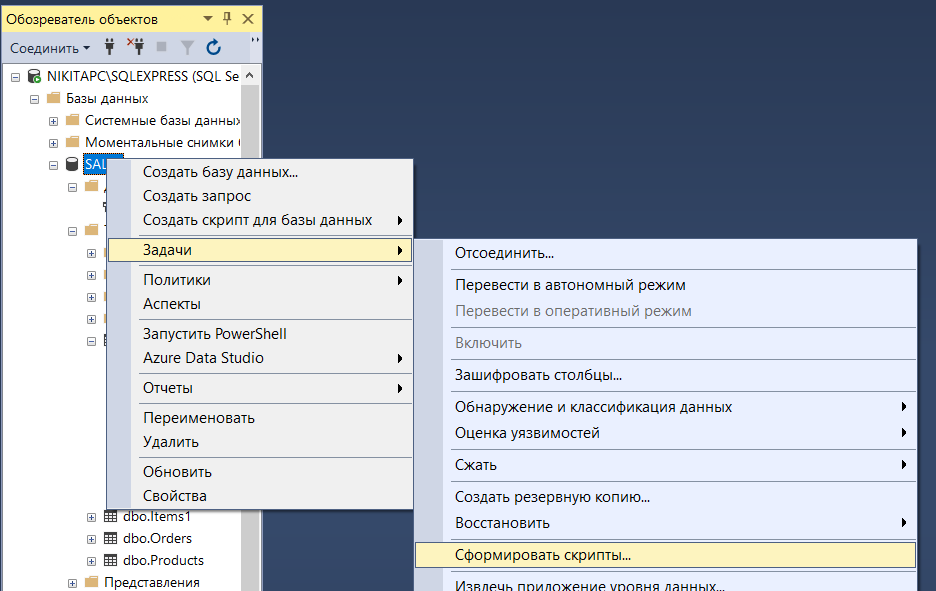 Обозреватель объектов
Соединить
NIKITAPC\SQLEXPRESS (SQL Se
Базы данных
Системные базы данных
Моментальные снимки
SAL
Создать базу данных...
Создать запрос
Создать скрипт для базы данных
Задачи
Политики
Аспекты
Запустить PowerShell
Azure Data Studio
Отчеты
Переименовать
Удалить
Обновить
Свойства
Отсоединить...
Перевести в автономный режим
Перевести в оперативный режим
Включить
Зашифровать столбцы...
Обнаружение и классификация данных
Оценка уязвимостей
Сжать
Создать резервную копию...
Восстановить
Сформировать скрипты...
Извлечь приложение уровня данных...
dbo.Items1
dbo.Orders
dbo.Products
Представления